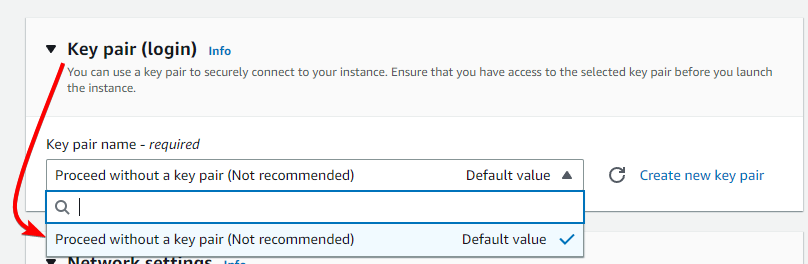 Key pair (login) Info
You can use a key pair to securely connect to your instance. Ensure that you have access to the selected key pair before you launch
the instance.
Key pair name - required
Proceed without a key pair (Not recommended) Default value
Create new key pair
Proceed without a key pair (Not recommended) Default value
Network settings Info